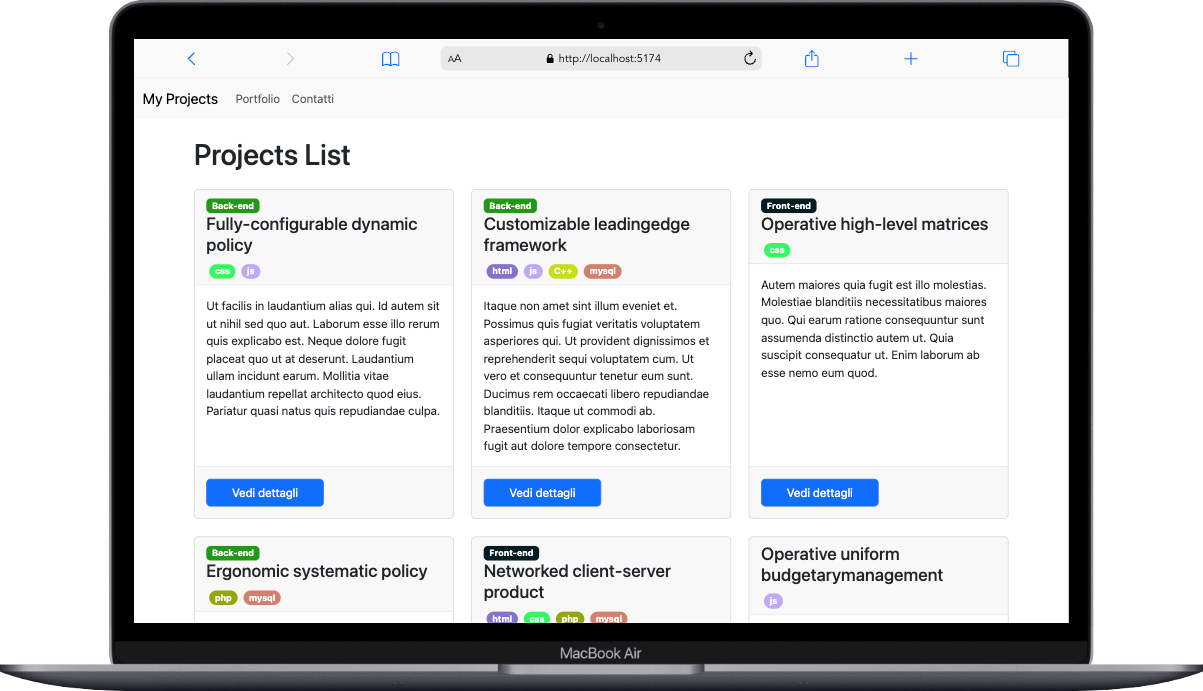 AA
http://localhost:5174
My Projects Portfolio Contatti
Projects List
Back-end
Fully-configurable dynamic
policy
css js
Ut facilis in laudantium alias qui. Id autem sit
ut nihil sed quo aut. Laborum esse illo rerum
quis explicabo est. Neque dolore fugit
placeat quo ut at deserunt. Laudantium
ullam incidunt earum. Mollitia vitae
laudantium repellat architecto quod eius.
Pariatur quasi natus quis repudiandae culpa.
Vedi dettagli
Back-end
Customizable leadingedge
framework
html js C++ mysql
Itaque non amet sint illum eveniet et.
Possimus quis fugiat veritatis voluptatem
asperiores qui. Ut provident dignissimos et
reprehenderit sequi voluptatem cum. Ut
vero et consequuntur tenetur eum sunt.
Ducimus rem occaecati libero repudiandae
blanditiis. Itaque ut commodi ab.
Praesentium dolor explicabo laboriosam
fugit aut dolore tempore consectetur.
Vedi dettagli
Front-end
Operative high-level matrices
css
Autem maiores quia fugit est illo molestias.
Molestiae blanditiis necessitatibus maiores
quo. Qui earum ratione consequuntur sunt
assumenda distinctio autem ut. Quia
suscipit consequatur ut. Enim laborum ab
esse nemo eum quod.
Vedi dettagli
Back-end
Ergonomic systematic policy
php mysql
Front-end
Networked client-server
product
html css php mysql
Operative uniform
budgetarymanagement
js
MacBook Air